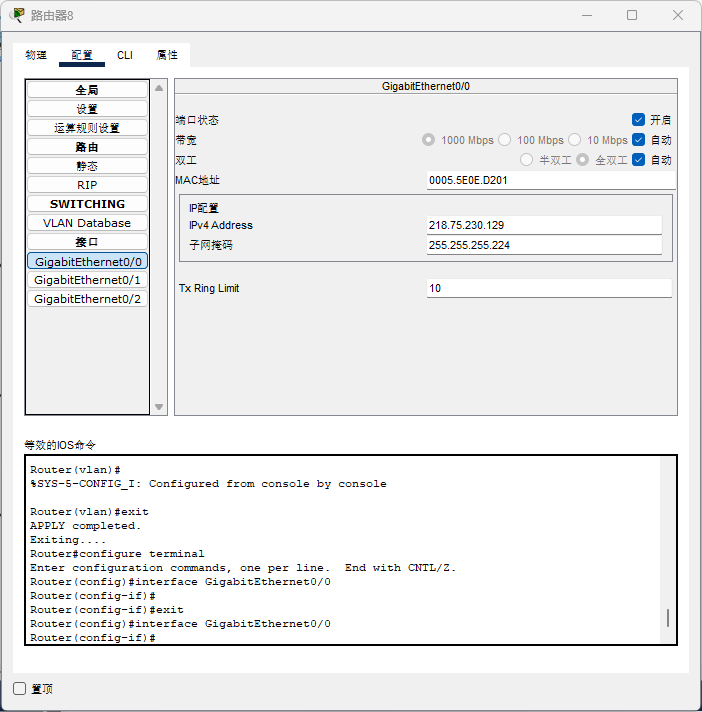 路由器8
物理 配置 CLI 属性
全局
设置
运算规则设置
路由
静态
RIP
SWITCHING
VLAN Database
接口
GigabitEthernet0/0
GigabitEthernet0/1
GigabitEthernet0/2
GigabitEthernet0/0
端口状态 开启
带宽 1000 Mbps 100 Mbps 10 Mbps 自动
双工 半双工 全双工 自动
MAC地址 0005.5E0E.D201
IP配置
IPv4 Address 218.75.230.129
子网掩码 255.255.255.224
Tx Ring Limit 10
等效的IOS命令
Router(vlan)#
%SYS-5-CONFIG_I: Configured from console by console
Router(vlan)#exit
APPLY completed.
Exiting....
Router#configure terminal
Enter configuration commands, one per line.  End with CNTL/Z.
Router(config)#interface GigabitEthernet0/0
Router(config-if)#
Router(config-if)#exit
Router(config)#interface GigabitEthernet0/0
Router(config-if)#
置顶